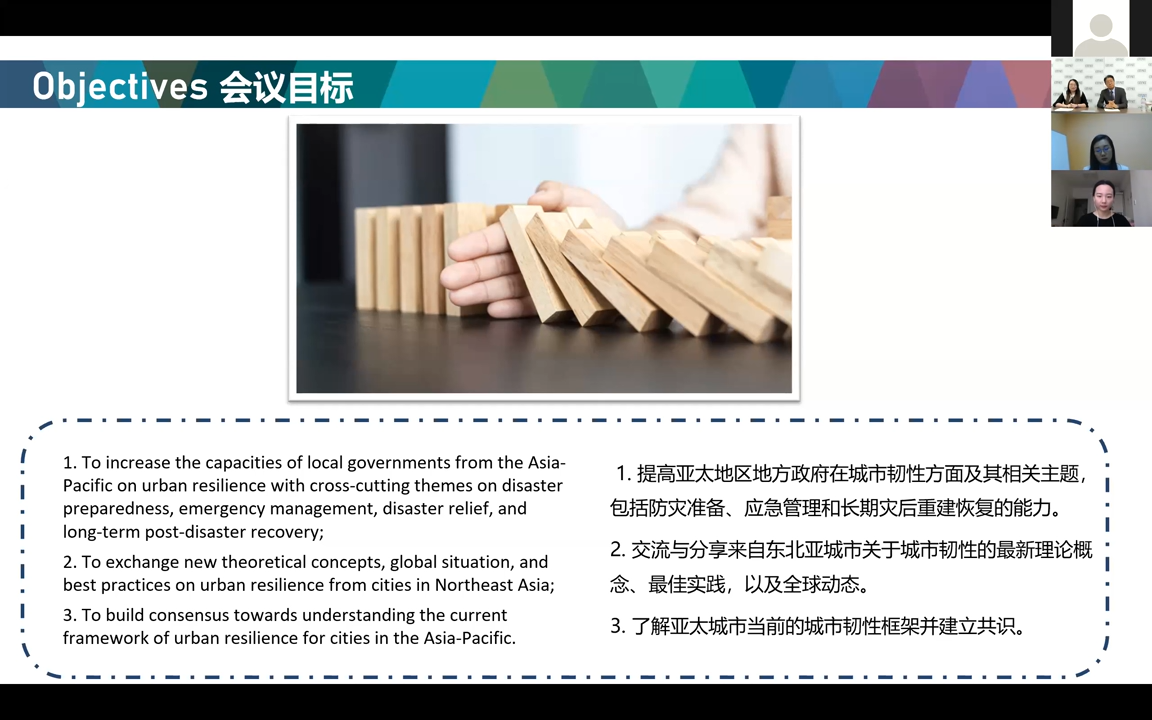 Objectives 会议目标
1. To increase the capacities of local governments from the Asia-
Pacific on urban resilience with cross-cutting themes on disaster
preparedness, emergency management, disaster relief, and
long-term post-disaster recovery;
2. To exchange new theoretical concepts, global situation, and
best practices on urban resilience from cities in Northeast Asia;
3. To build consensus towards understanding the current
framework of urban resilience for cities in the Asia-Pacific.
1. 提高亚太地区地方政府在城市韧性方面及其相关主题，
包括防灾准备、应急管理和长期灾后重建恢复的能力。
2. 交流与分享来自东北亚城市关于城市韧性的最新理论概
念、最佳实践，以及全球动态。
3. 了解亚太城市当前的城市韧性框架并建立共识。